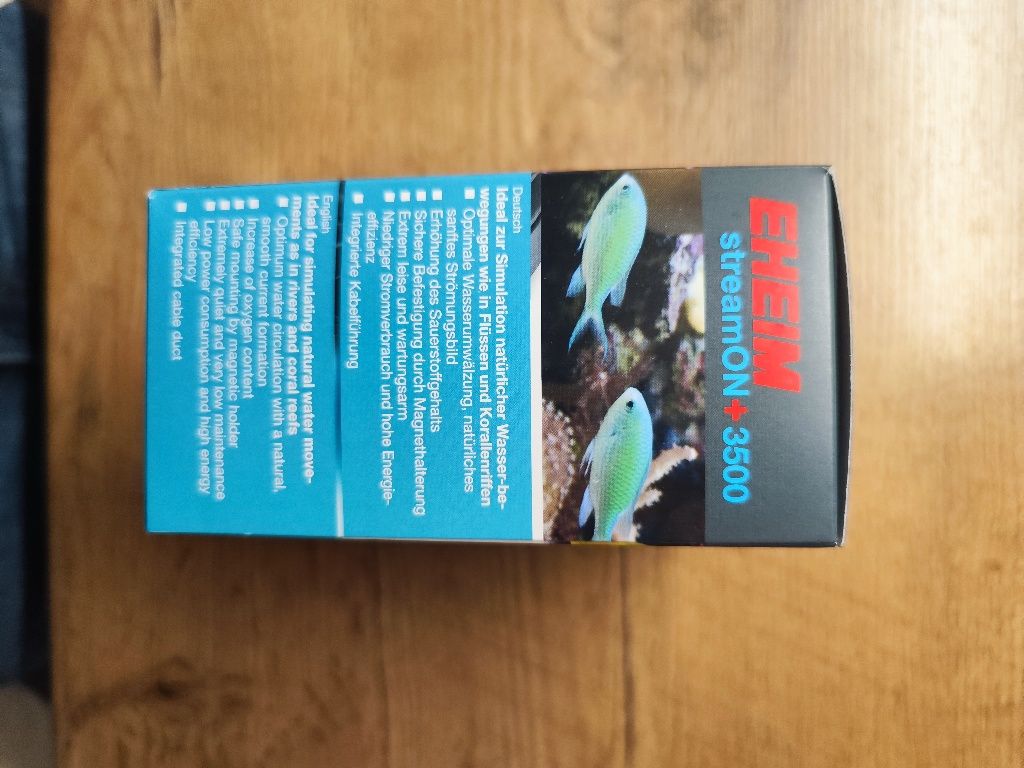 EHEIM
streamON+ 3500
Deutsch
Ideal zur Simulation natürlicher Wasser-be-
wegungen wie in Flüssen und Korallenriffen
■ Optimale Wasserumwälzung, natürliches
sanftes Strömungsbild
■ Erhöhung des Sauerstoffgehalts
■ Sichere Befestigung durch Magnethalterung
■ Extrem leise und wartungsarm
■ Niedriger Stromverbrauch und hohe Energie-
effizienz
■ Integrierte Kabelführung
English
Ideal for simulating natural water move-
ments as in rivers and coral reefs
■ Optimum water circulation with a natural,
smooth current formation
■ Increase of oxygen content
■ Safe mounting by magnetic holder
■ Extremely quiet and very low maintenance
■ Low power consumption and high energy
efficiency
■ Integrated cable duct